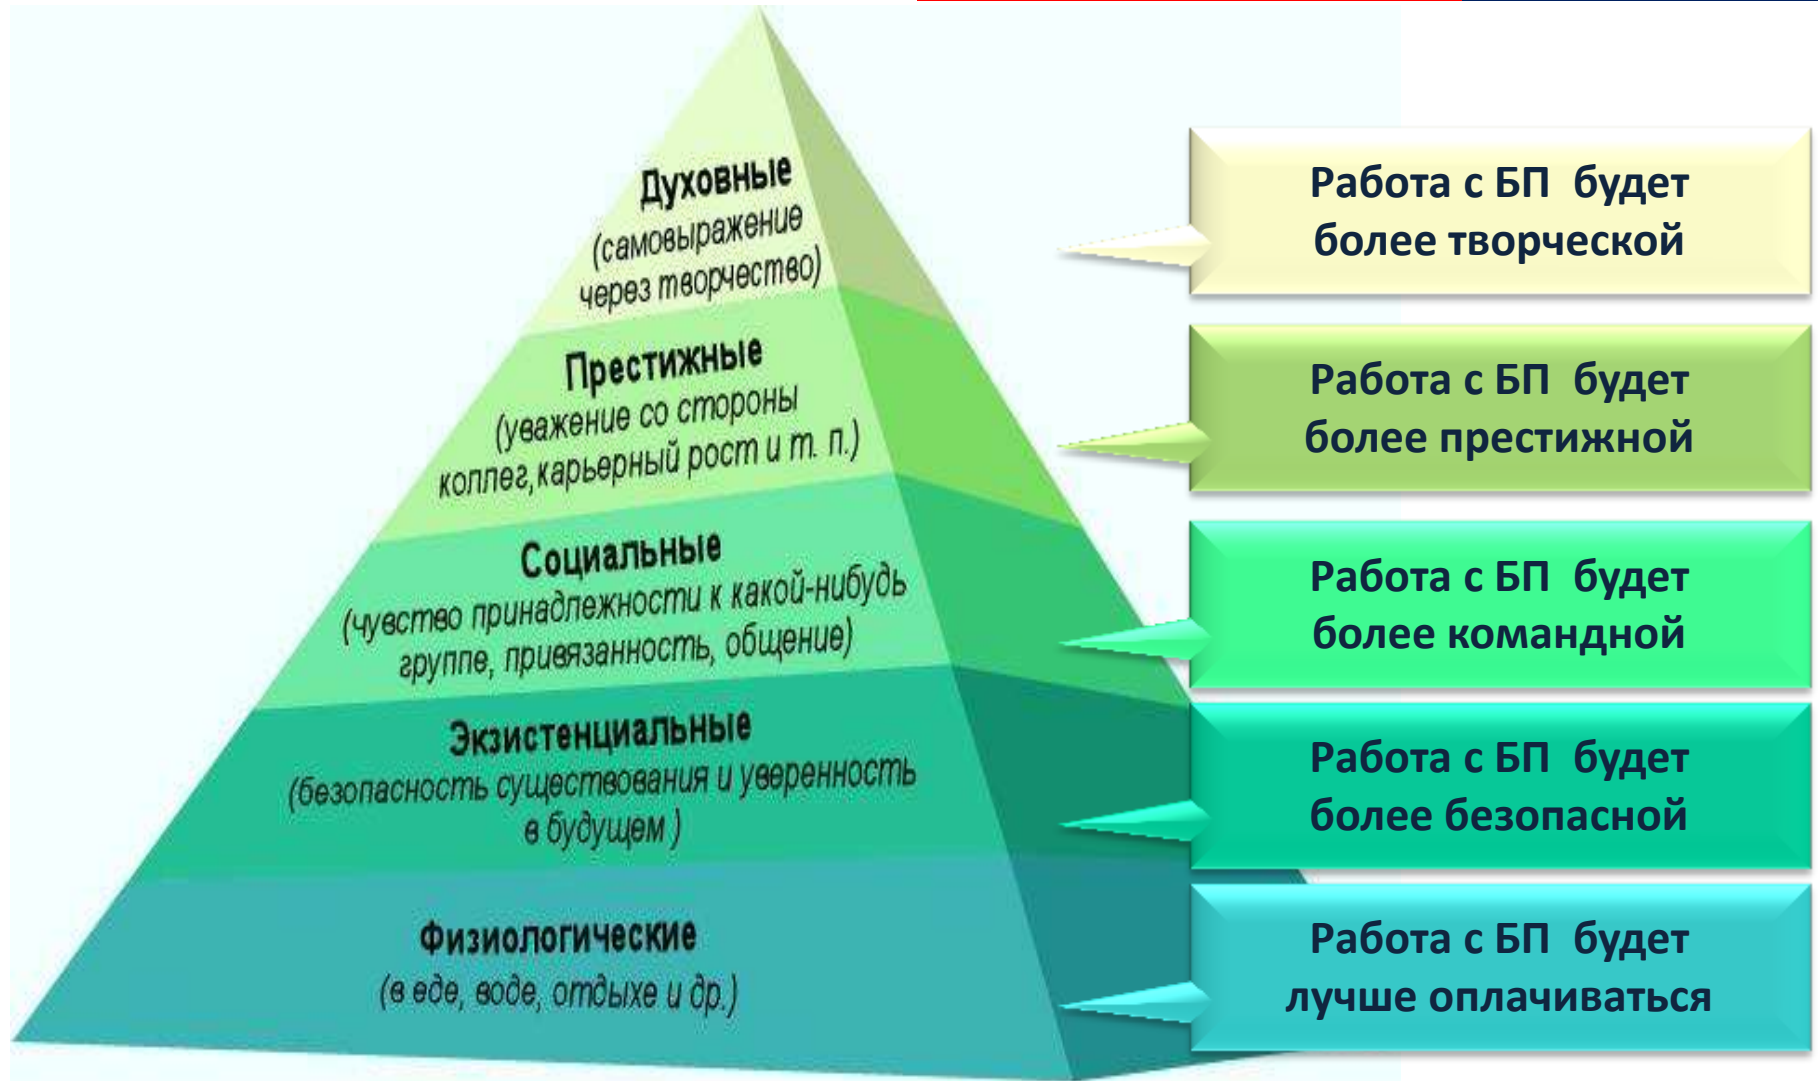 Духовные
(самовыражение
через творчество)
Престижные
(уважение со стороны
коллег, карьерный рост и т. п.)
Социальные
(чувство принадлежности к какой-нибудь
группе, привязанность, общение)
Экзистенциальные
(безопасность существования и уверенность
в будущем )
Физиологические
(в еде, воде, отдыхе и др.)
Работа с БП будет
более творческой
Работа с БП будет
более престижной
Работа с БП будет
более командной
Работа с БП будет
более безопасной
Работа с БП будет
лучше оплачиваться